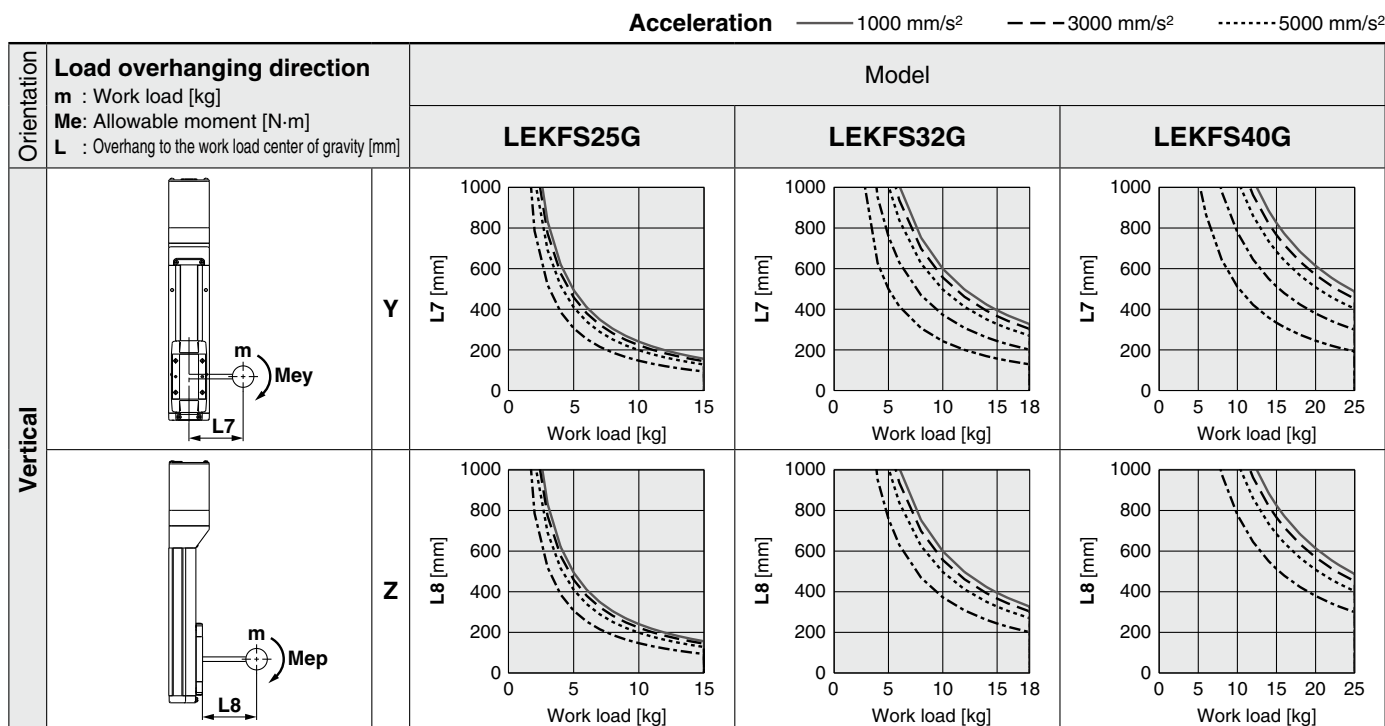 Acceleration 1000 mm/s² 3000 mm/s² 5000 mm/s²
Orientation
Load overhanging direction
m : Work load [kg]
Me: Allowable moment [N·m]
L : Overhang to the work load center of gravity [mm]
Model
LEKFS25G LEKFS32G LEKFS40G
Vertical
m
Mey
L7
Y
L7 [mm]
1000
800
600
400
200
0
0 5 10 15
Work load [kg]
L7 [mm]
1000
800
600
400
200
0
0 5 10 15 18
Work load [kg]
L7 [mm]
1000
800
600
400
200
0
0 5 10 15 20 25
Work load [kg]
m
Mep
L8
Z
L8 [mm]
1000
800
600
400
200
0
0 5 10 15
Work load [kg]
L8 [mm]
1000
800
600
400
200
0
0 5 10 15 18
Work load [kg]
L8 [mm]
1000
800
600
400
200
0
0 5 10 15 20 25
Work load [kg]